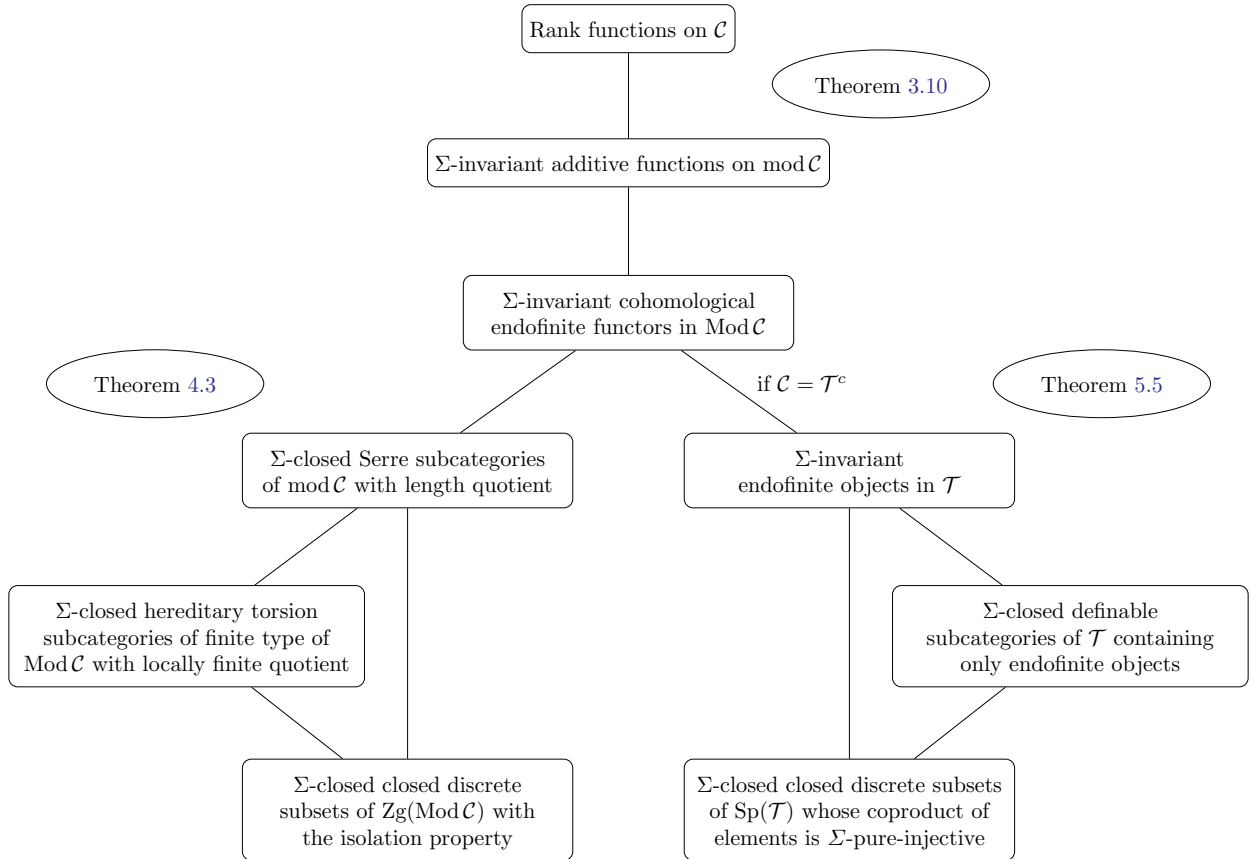 Rank functions on 𝒞
Theorem 3.10
Σ-invariant additive functions on mod 𝒞
Σ-invariant cohomological
endofinite functors in Mod 𝒞
Theorem 4.3
if 𝒞 = 𝒯ᶜ
Theorem 5.5
Σ-closed Serre subcategories
of mod 𝒞 with length quotient
Σ-invariant
endofinite objects in 𝒯
Σ-closed hereditary torsion
subcategories of finite type of
Mod 𝒞 with locally finite quotient
Σ-closed definable
subcategories of 𝒯 containing
only endofinite objects
Σ-closed closed discrete
subsets of Zg(Mod 𝒞) with
the isolation property
Σ-closed closed discrete subsets
of Sp(𝒯) whose coproduct of
elements is 𝛴-pure-injective